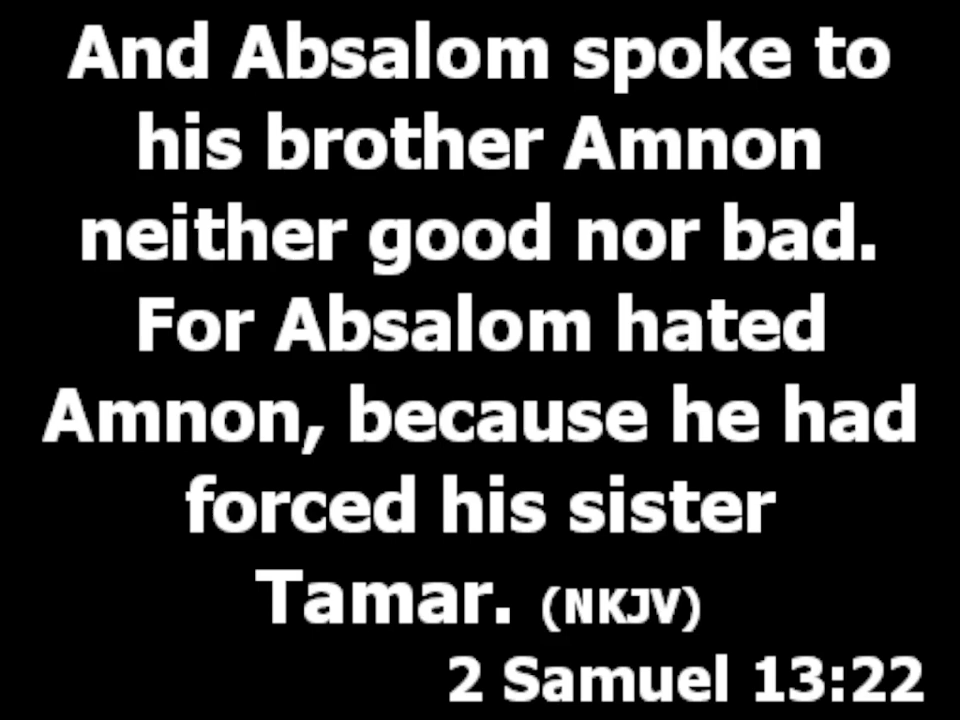 And Absalom spoke to
his brother Amnon
neither good nor bad.
For Absalom hated
Amnon, because he had
forced his sister
Tamar. (NKJV)
2 Samuel 13:22